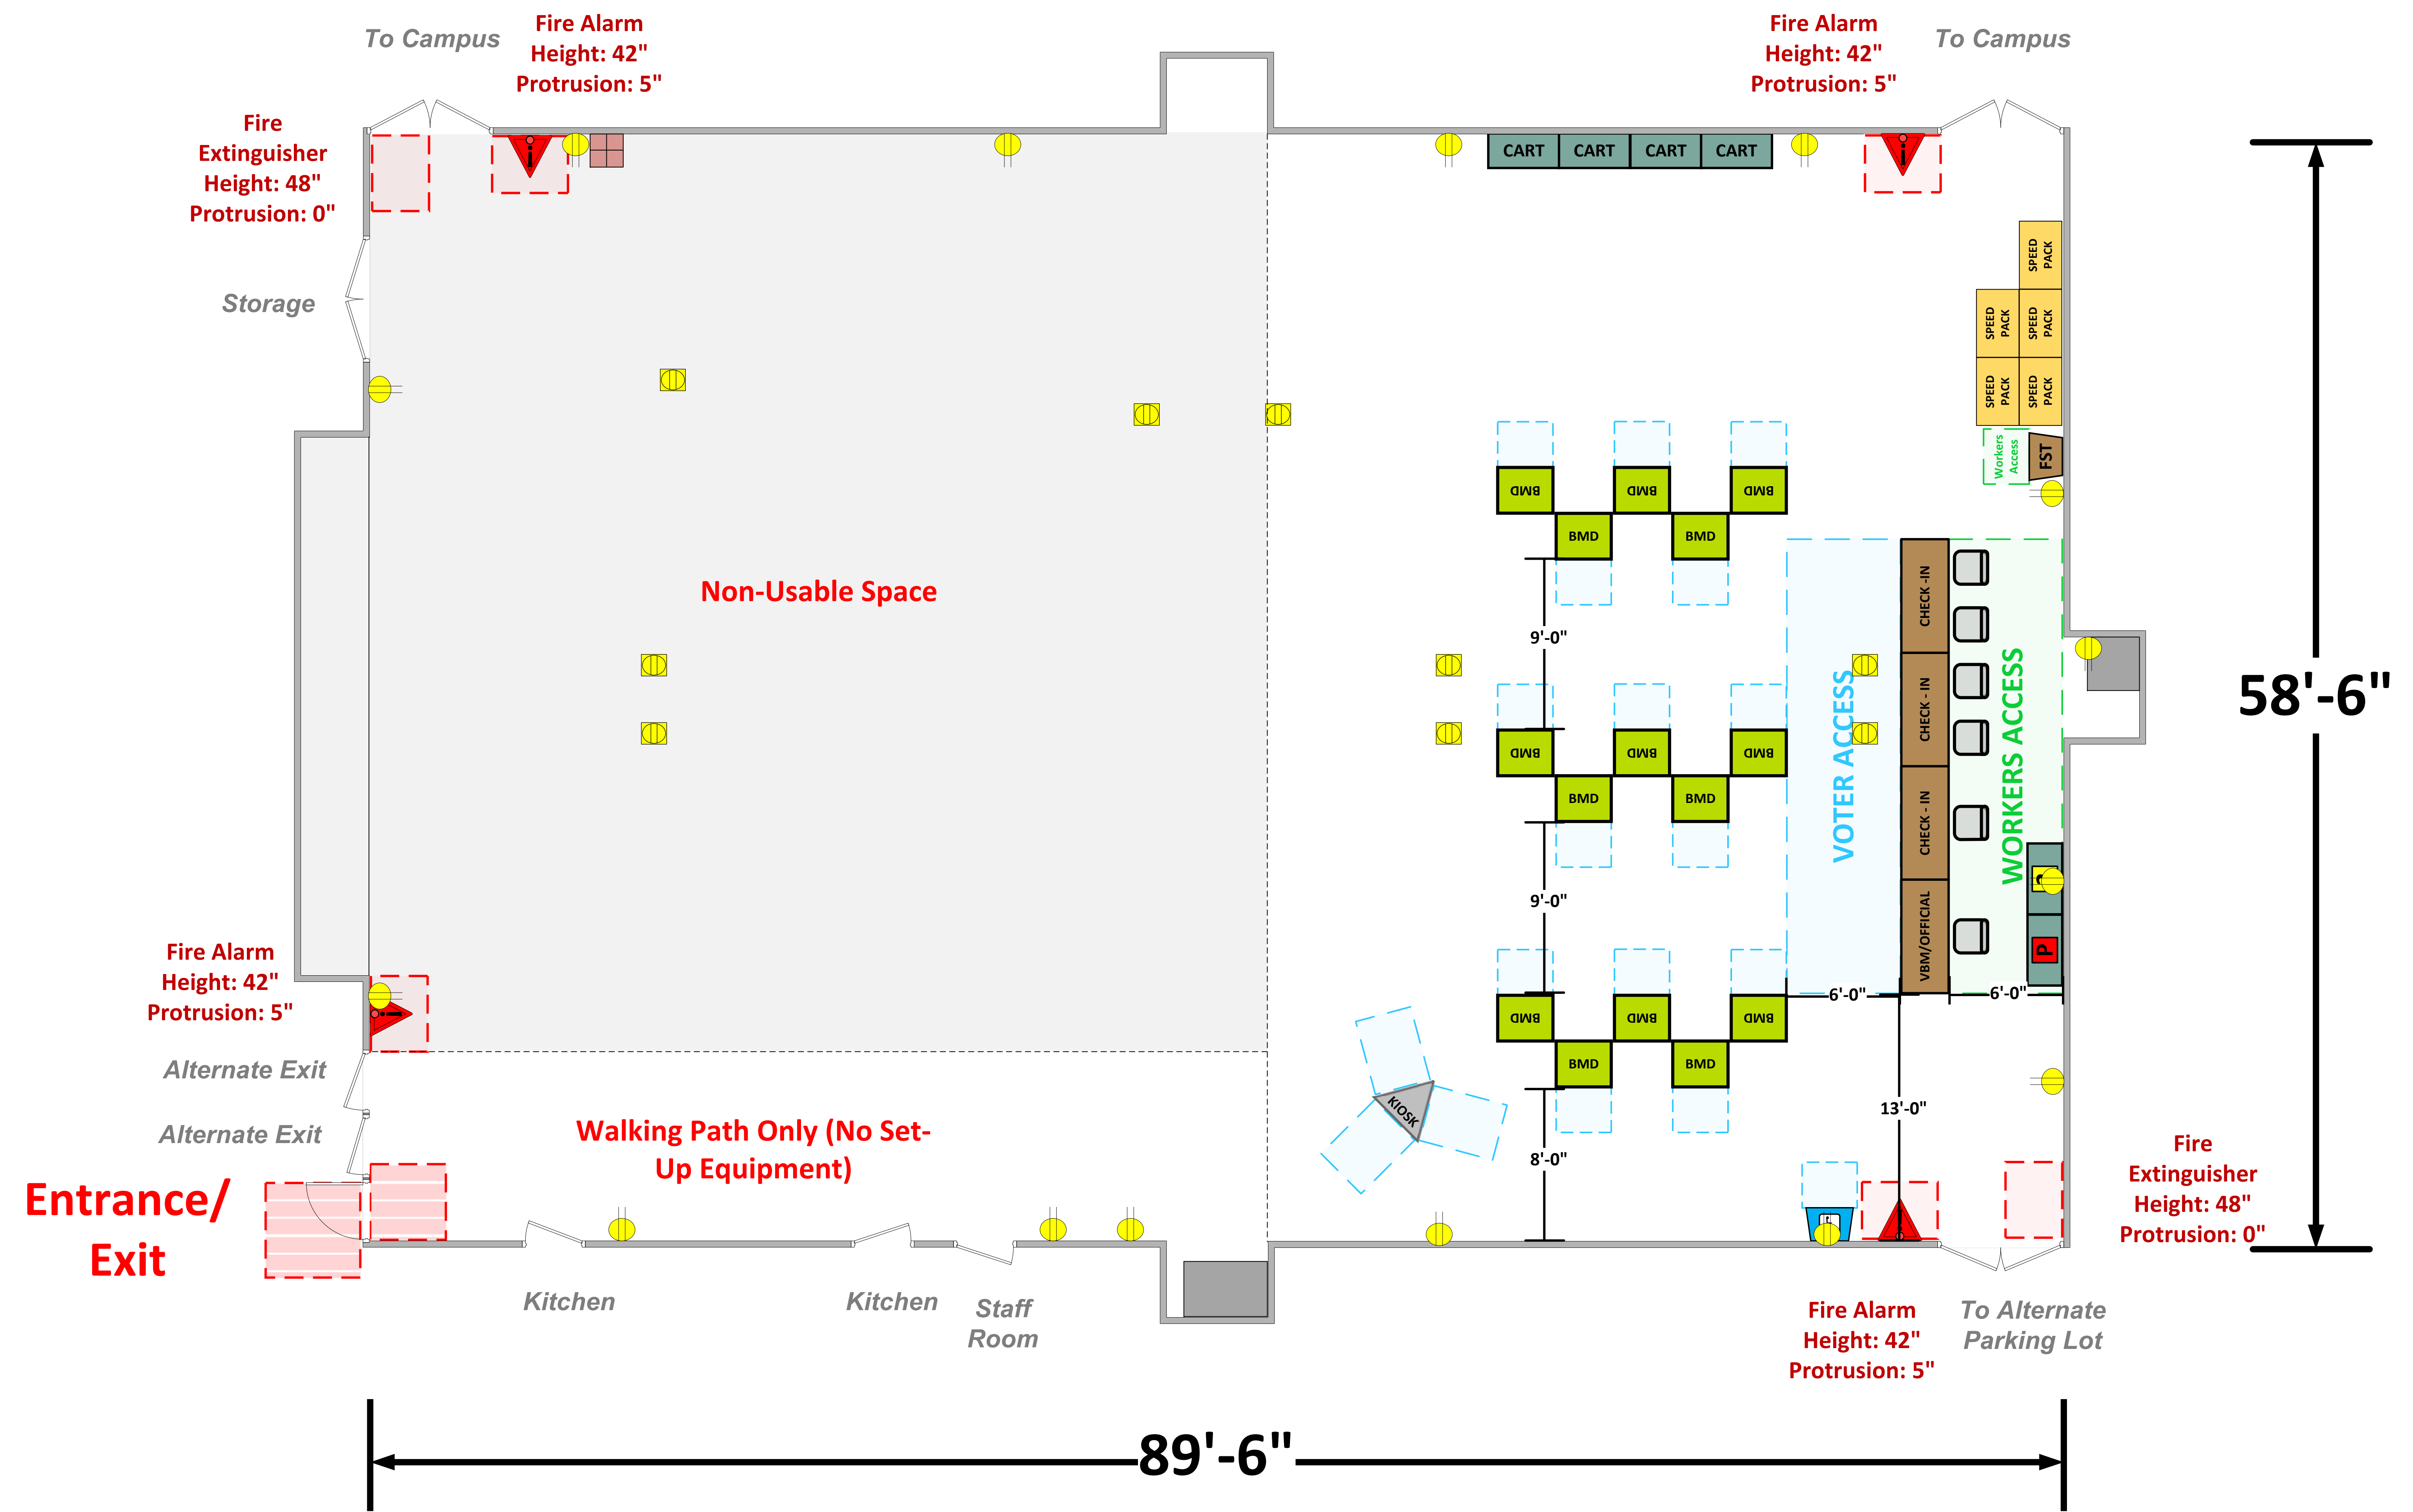 To Campus
Fire Alarm
Height: 42"
Protrusion: 5"
Fire Alarm
Height: 42"
Protrusion: 5"
To Campus
Fire
Extinguisher
Height: 48"
Protrusion: 0"
CART
CART
CART
CART
Storage
SPEED
PACK
SPEED
PACK
SPEED
PACK
SPEED
PACK
SPEED
PACK
Workers
Access
FST
BMD
BMD
BMD
BMD
BMD
Non-Usable Space
CHECK -IN
9'-0"
58'-6"
VOTER ACCESS
WORKERS ACCESS
CHECK - IN
BMD
BMD
BMD
BMD
BMD
CHECK - IN
9'-0"
VBM/OFFICIAL
P
Fire Alarm
Height: 42"
Protrusion: 5"
6'-0"
6'-0"
BMD
BMD
BMD
BMD
BMD
Alternate Exit
Alternate Exit
KIOSK
13'-0"
Walking Path Only (No Set-
Up Equipment)
8'-0"
Entrance/
Exit
Fire
Extinguisher
Height: 48"
Protrusion: 0"
Kitchen
Kitchen
Staff
Room
Fire Alarm
Height: 42"
Protrusion: 5"
To Alternate
Parking Lot
89'-6"